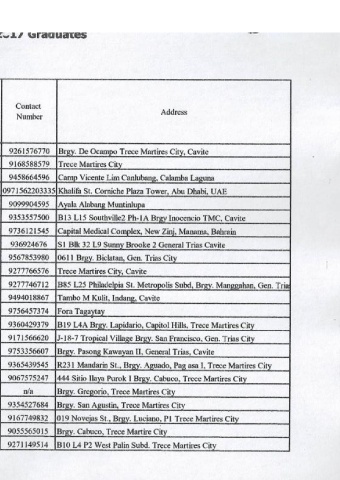 2017 Graduates
Contact Number Address
9261576770 Brgy. De Ocampo Trece Martires City, Cavite
9168588579 Trece Martires City
9458664596 Camp Vicente Lim Canlubang, Calamba Laguna
0971562203335 Khalifa St. Corniche Plaza Tower, Abu Dhabi, UAE
9099904595 Ayala Alabang Muntinlupa
9353557500 B13 L15 Southville2 Ph-1A Brgy Inocencio TMC, Cavite
9736121545 Capital Medical Complex, New Zinj, Manama, Bahrain
936924676 S1 Blk 32 L9 Sunny Brooke 2 General Trias Cavite
9567853980 0611 Brgy. Biclatan, Gen. Trias City
9277766576 Trece Martires City, Cavite
9277746712 B85 L25 Philadelpia St. Metropolis Subd, Brgy. Manggahan, Gen. Trias
9494018867 Tambo M Kulit, Indang, Cavite
9756457374 Fora Tagaytay
9360429379 B19 L4A Brgy. Lapidario, Capitol Hills. Trece Martires City
9171566620 J-18-7 Tropical Village Brgy. San Francisco. Gen. Trias City
9753356607 Brgy. Pasong Kawayan II, General Trias, Cavite
9365439545 R231 Mandarin St., Brgy. Aguado, Pag asa 1, Trece Martires City
9067575247 444 Sitio Ilaya Purok 1 Brgy. Cabuco, Trece Martires City
n/a Brgy. Gregorio, Trece Martires City
9354527684 Brgy. San Agustin, Trece Martires City
9167749832 019 Novejas St., Brgy. Luciano, P1 Trece Martires City
9055565015 Brgy. Cabuco, Trece Martire City
9271149514 B10 L4 P2 West Palin Subd. Trece Martires City